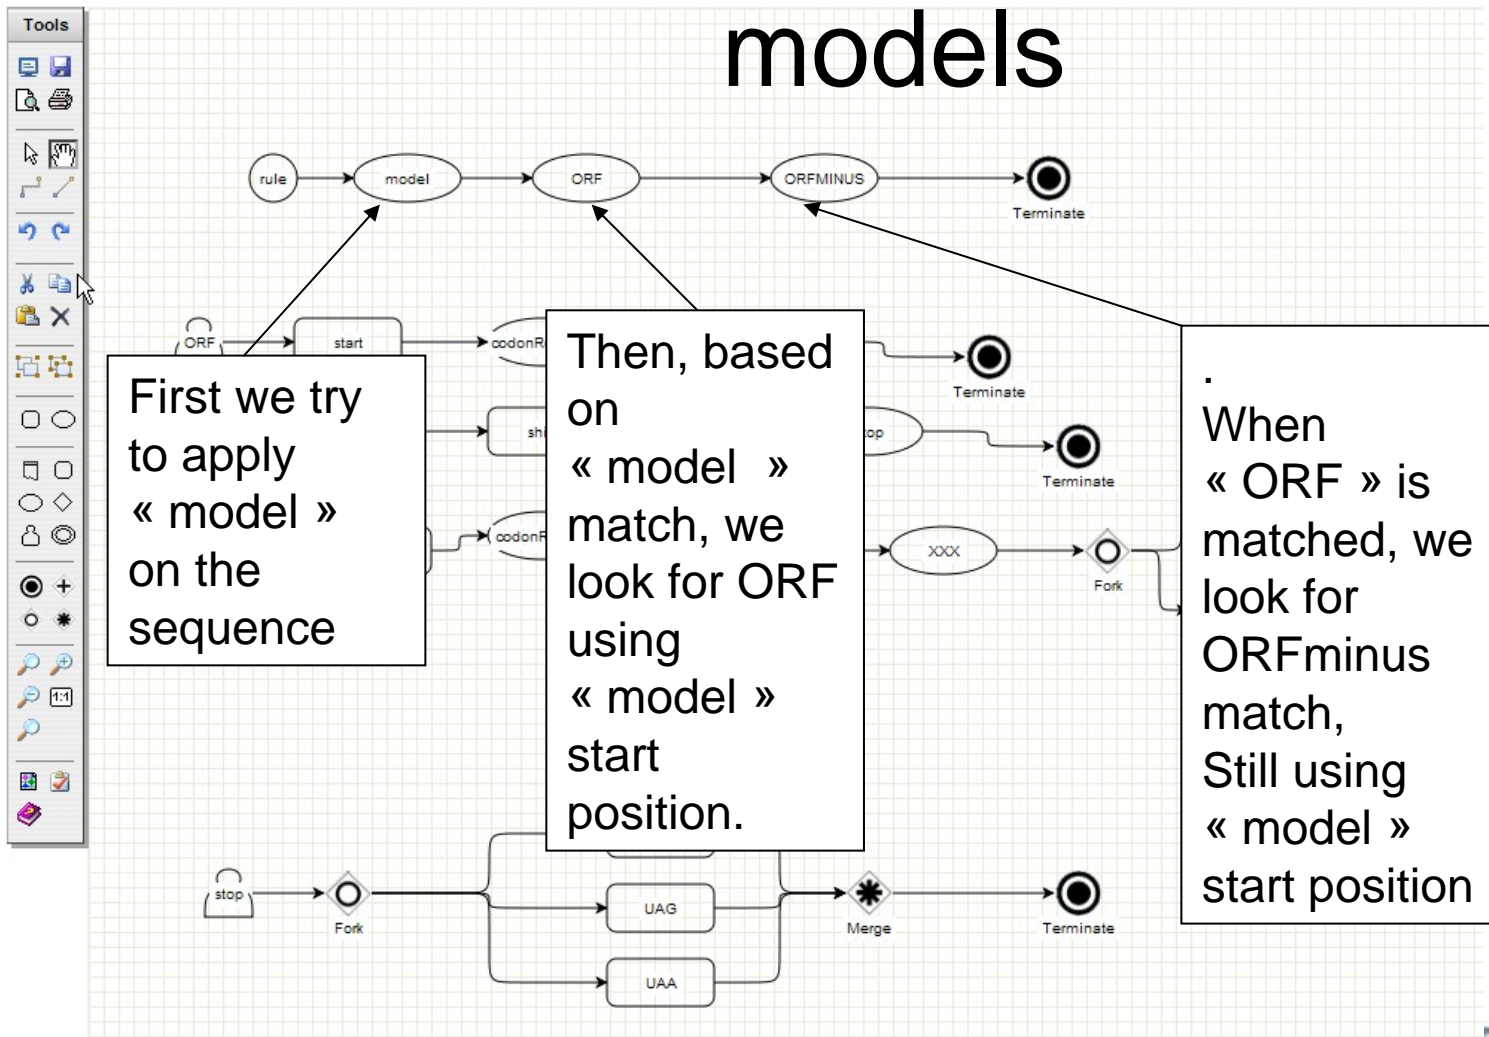 models
Tools
1:1
rule
model
ORF
ORFMINUS
Terminate
ORF
start
Terminate
Terminate
XXX
Fork
First we try
to apply
« model »
on the
sequence
Then, based
on
« model »
match, we
look for ORF
using
« model »
start
position.
.
When
« ORF » is
matched, we
look for
ORFminus
match,
Still using
« model »
start position
stop
Fork
UAG
UAA
Merge
Terminate